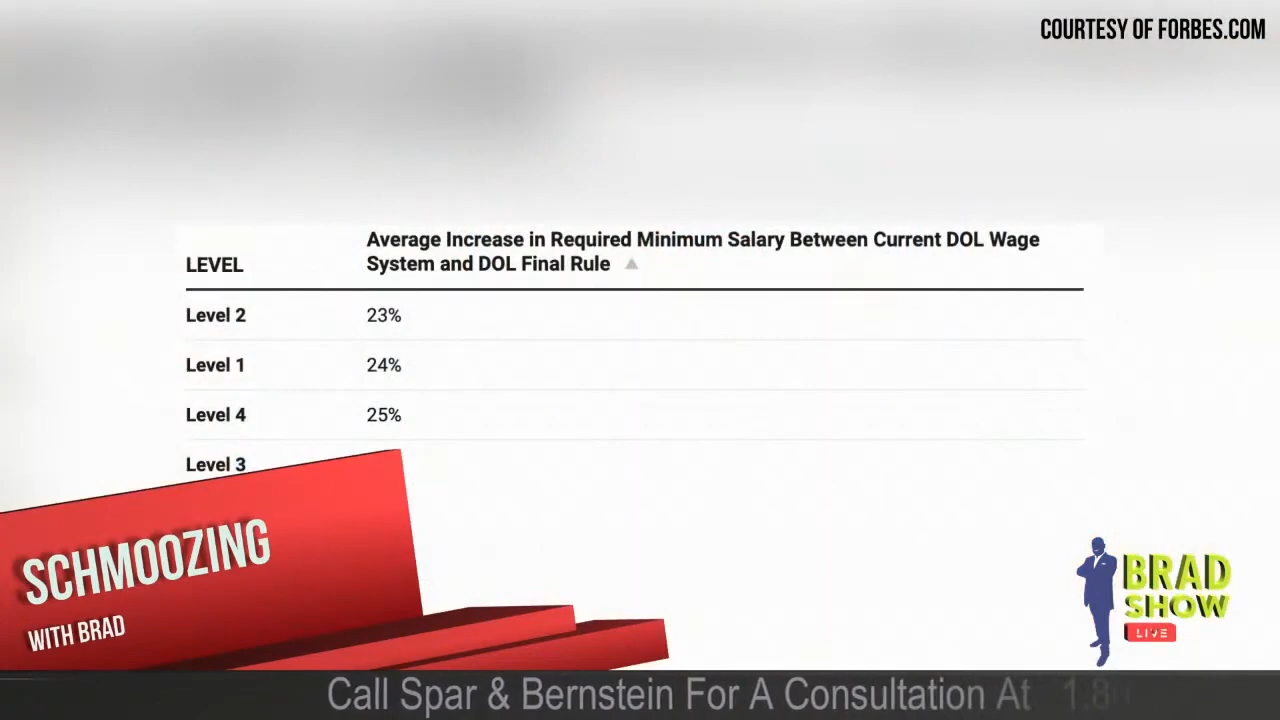 COURTESY OF FORBES.COM
Average Increase in Required Minimum Salary Between Current DOL Wage
LEVEL System and DOL Final Rule
Level 2 23%
Level 1 24%
Level 4 25%
Level 3
SCHMOOZING
WITH BRAD
BRAD
SHOW
LIVE
Call Spar & Bernstein For A Consultation At 1.8